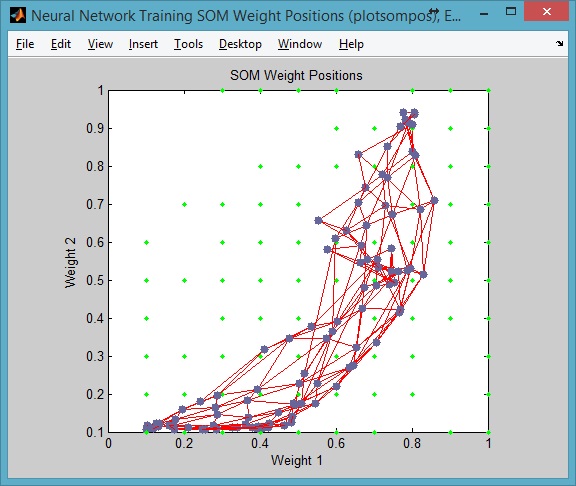 Neural Network Training SOM Weight Positions (plotsompos), E...
File Edit View Insert Tools Desktop Window Help
SOM Weight Positions
1
0.9
0.8
0.7
0.6
Weight 2
0.5
0.4
0.3
0.2
0.1
0 0.2 0.4 0.6 0.8 1
Weight 1